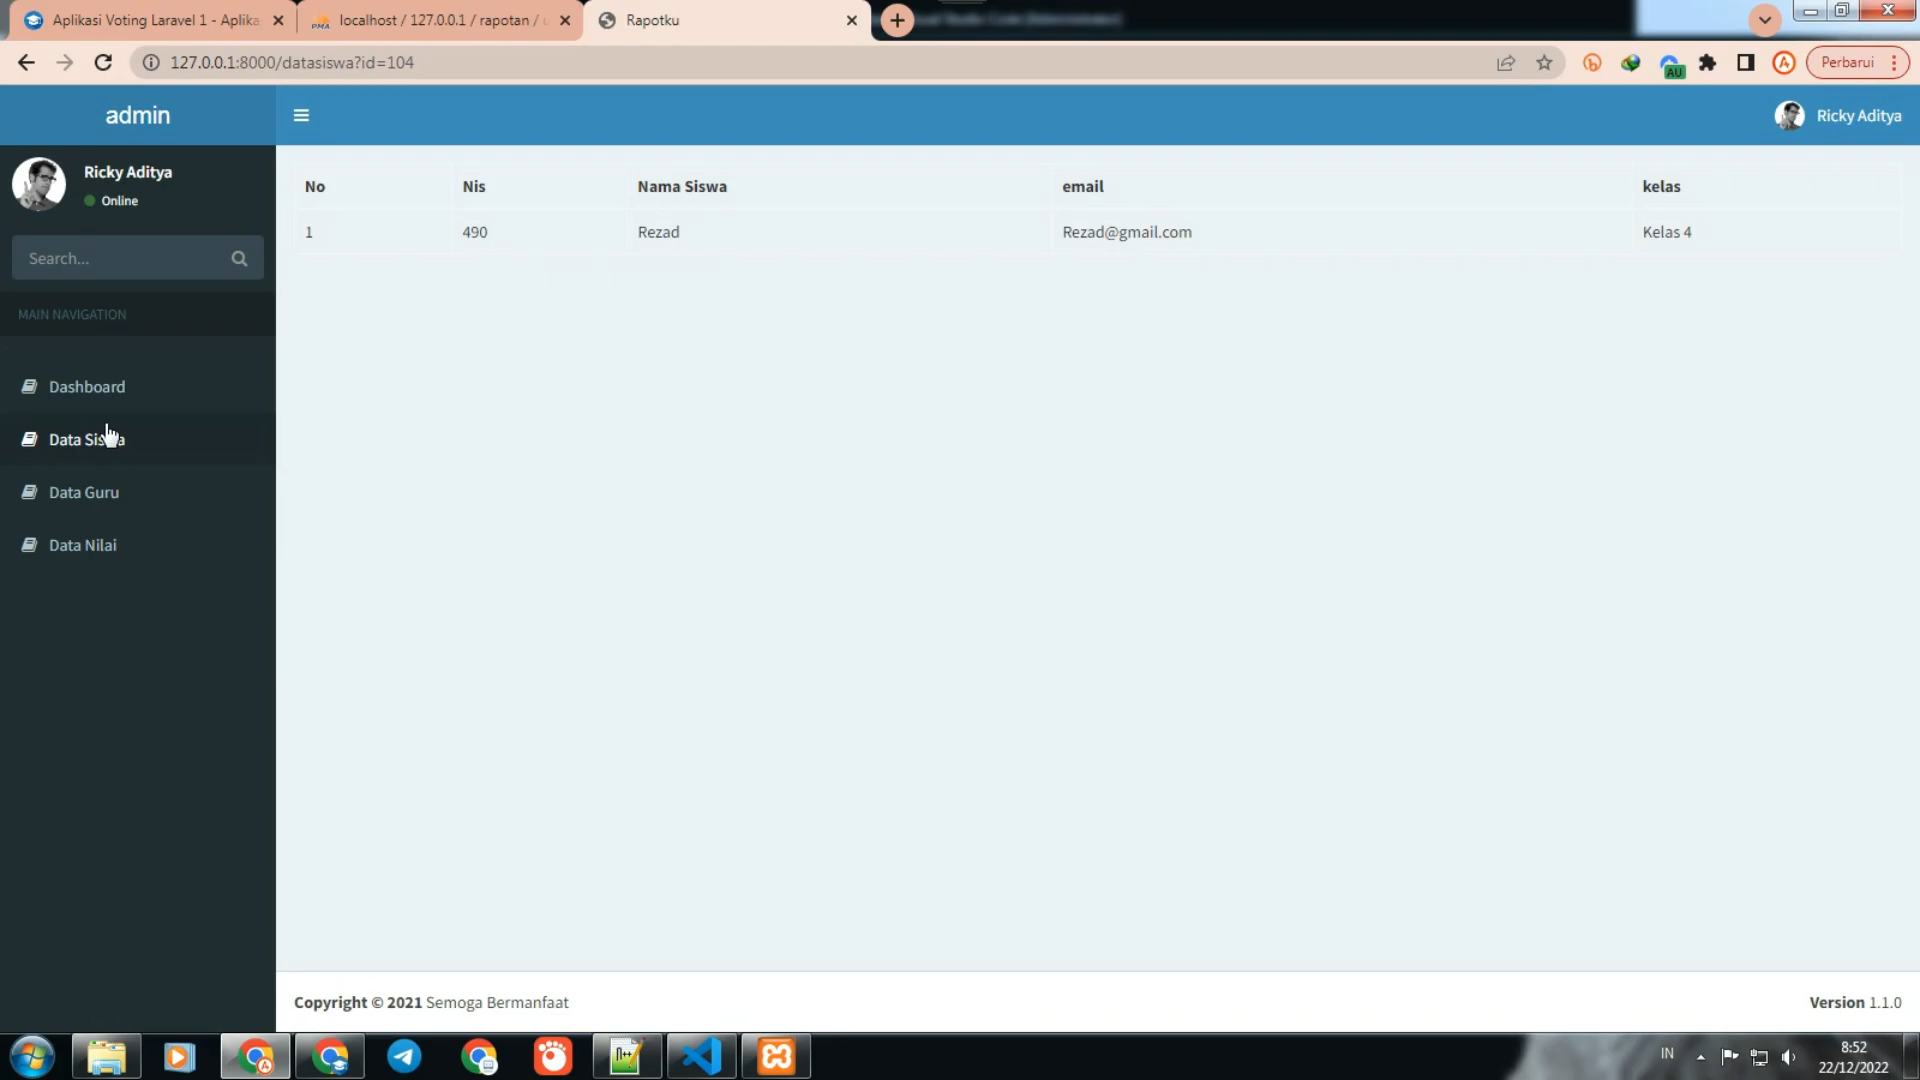 Aplikasi Voting Laravel 1 - Aplika
localhost / 127.0.0.1 / rapotan / u
Rapotku
127.0.0.1:8000/datasiswa?id=104
AU
Perbarui
admin
Ricky Aditya
Ricky Aditya
Online
Search...
MAIN NAVIGATION
Dashboard
Data Siswa
Data Guru
Data Nilai
No Nis Nama Siswa email kelas
1 490 Rezad Rezad@gmail.com Kelas 4
Copyright © 2021 Semoga Bermanfaat
Version 1.1.0
IN
8:52
22/12/2022